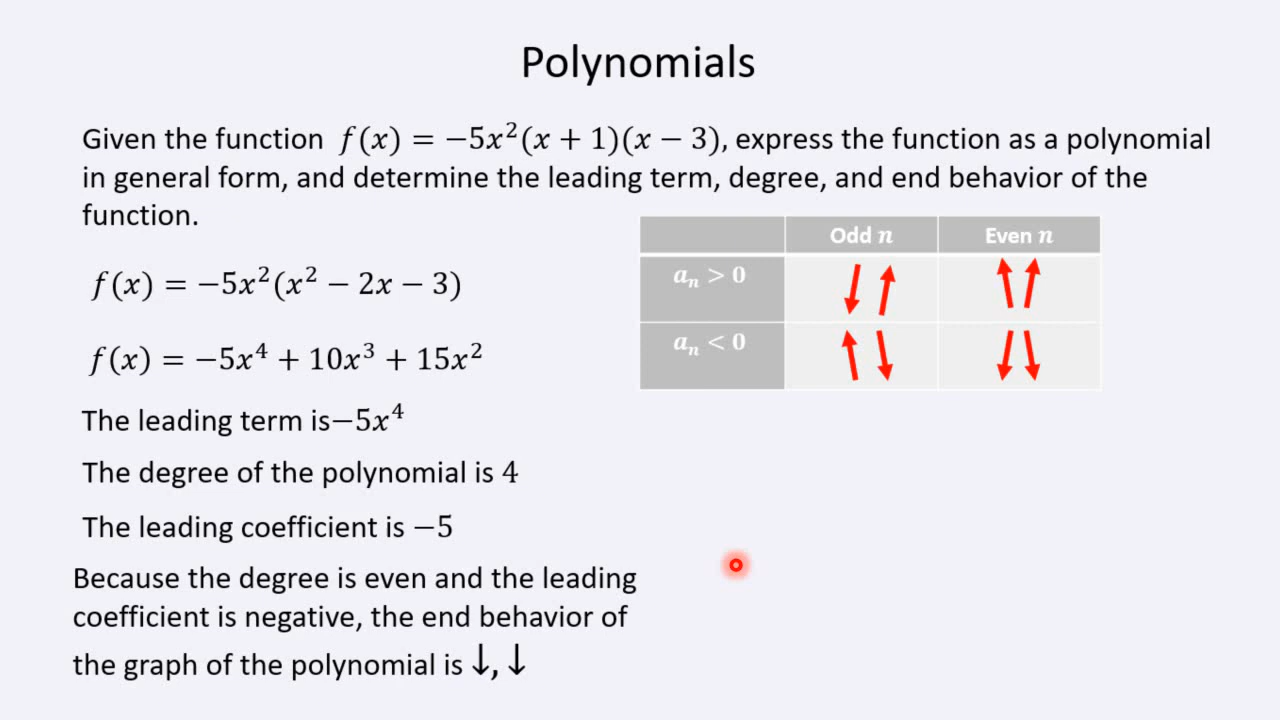 Polynomials
Given the function f(x) = −5x²(x + 1)(x − 3), express the function as a polynomial
in general form, and determine the leading term, degree, and end behavior of the
function.
Odd n Even n
f(x) = −5x²(x² − 2x − 3)
aₙ > 0
f(x) = −5x⁴ + 10x³ + 15x²
aₙ < 0
The leading term is−5x⁴
The degree of the polynomial is 4
The leading coefficient is −5
Because the degree is even and the leading
coefficient is negative, the end behavior of
the graph of the polynomial is ↓, ↓